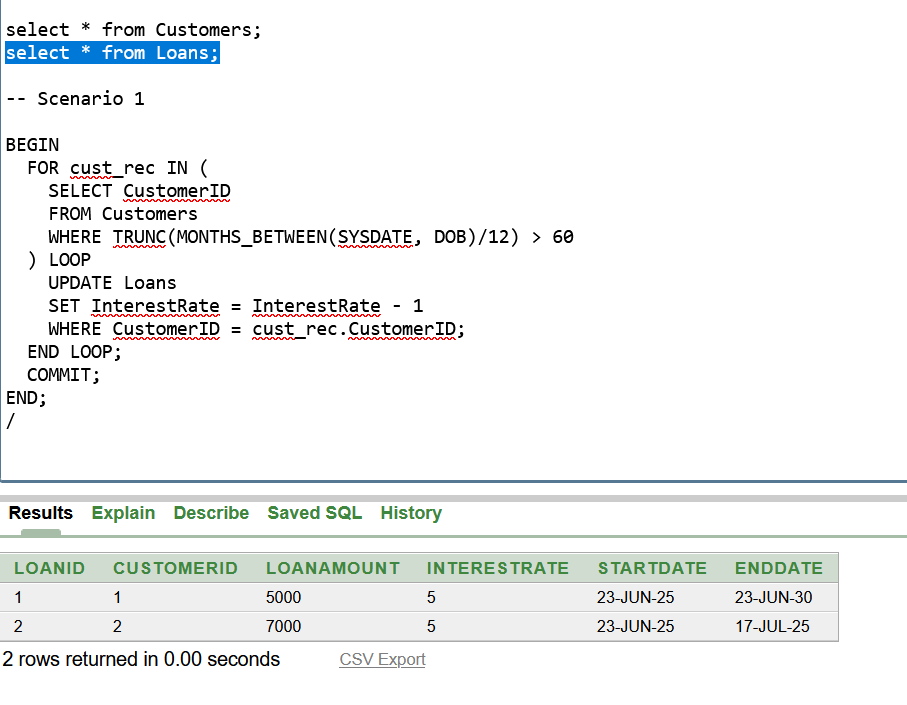 select * from Customers;
select * from Loans;
-- Scenario 1
BEGIN
  FOR cust_rec IN (
    SELECT CustomerID
    FROM Customers
    WHERE TRUNC(MONTHS_BETWEEN(SYSDATE, DOB)/12) > 60
  ) LOOP
    UPDATE Loans
    SET InterestRate = InterestRate - 1
    WHERE CustomerID = cust_rec.CustomerID;
  END LOOP;
  COMMIT;
END;
/
Results Explain Describe Saved SQL History
LOANID CUSTOMERID LOANAMOUNT INTERESTRATE STARTDATE ENDDATE
1 1 5000 5 23-JUN-25 23-JUN-30
2 2 7000 5 23-JUN-25 17-JUL-25
2 rows returned in 0.00 seconds CSV Export